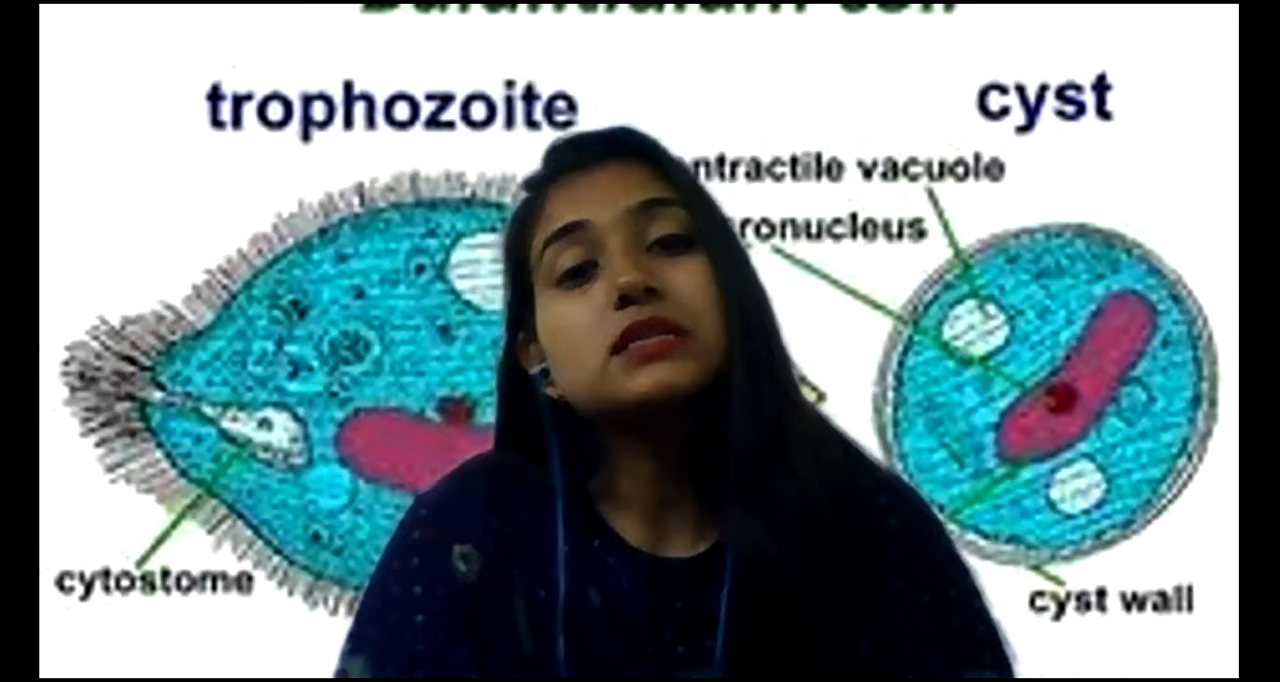 trophozoite
cyst
ntractile vacuole
ronucleus
cytostome
cyst wall